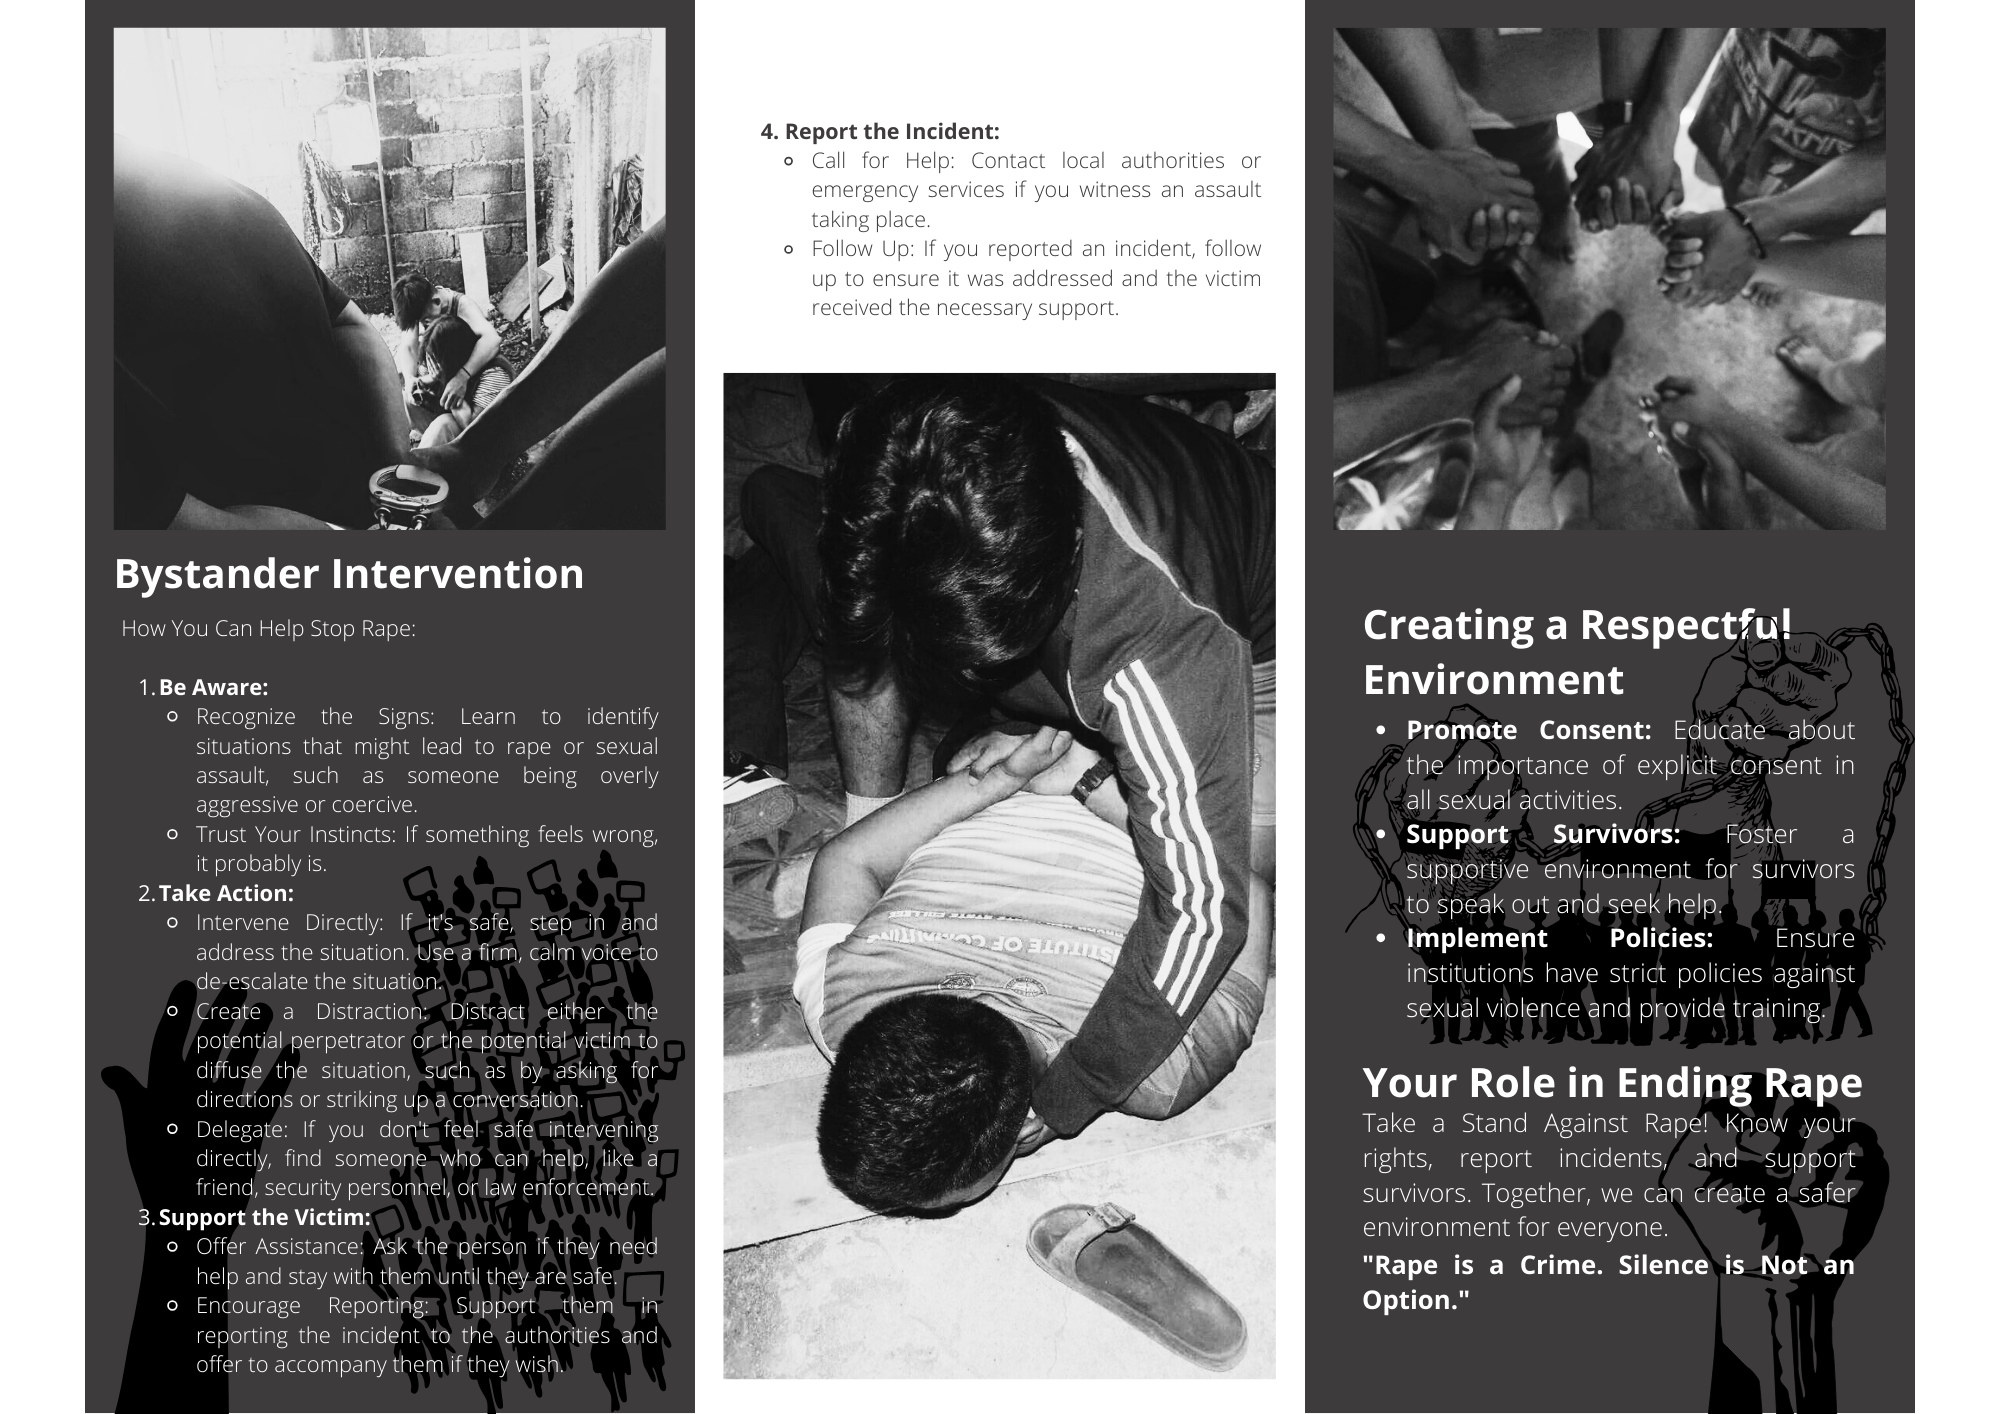 Bystander Intervention
How You Can Help Stop Rape:
1. Be Aware:
Recognize the Signs: Learn to identify
situations that might lead to rape or sexual
assault, such as someone being overly
aggressive or coercive.
Trust Your Instincts: If something feels wrong,
it probably is.
2. Take Action:
Intervene Directly: If it's safe, step in and
address the situation. Use a firm, calm voice to
de-escalate the situation.
Create a Distraction: Distract either the
potential perpetrator or the potential victim to
diffuse the situation, such as by asking for
directions or striking up a conversation.
Delegate: If you don't feel safe intervening
directly, find someone who can help, like a
friend, security personnel, or law enforcement.
3. Support the Victim:
Offer Assistance: Ask the person if they need
help and stay with them until they are safe.
Encourage Reporting: Support them in
reporting the incident to the authorities and
offer to accompany them if they wish.
4. Report the Incident:
Call for Help: Contact local authorities or
emergency services if you witness an assault
taking place.
Follow Up: If you reported an incident, follow
up to ensure it was addressed and the victim
received the necessary support.
STITUTE OF COMPUTING
Creating a Respectful
Environment
Promote Consent: Educate about
the importance of explicit consent in
all sexual activities.
Support Survivors: Foster a
supportive environment for survivors
to speak out and seek help.
Implement Policies: Ensure
institutions have strict policies against
sexual violence and provide training.
Your Role in Ending Rape
Take a Stand Against Rape! Know your
rights, report incidents, and support
survivors. Together, we can create a safer
environment for everyone.
"Rape is a Crime. Silence is Not an
Option."